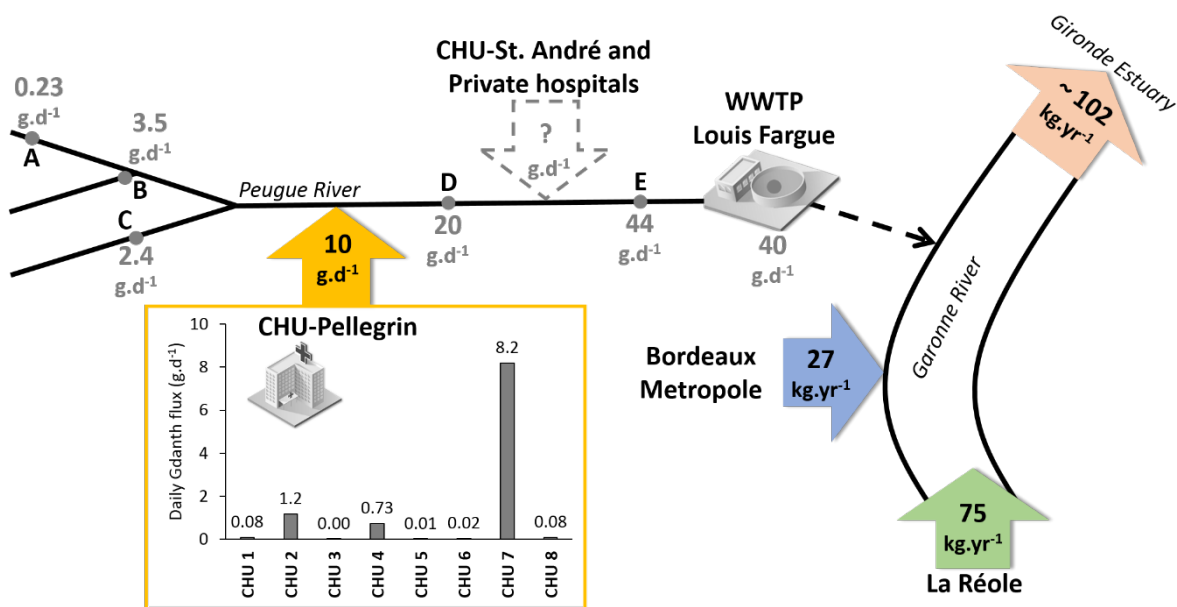 Gironde Estuary
~ 102
kg.yr⁻¹
CHU-St. André and
Private hospitals
?
g.d⁻¹
WWTP
Louis Fargue
0.23
g.d⁻¹
A
3.5
g.d⁻¹
B
C
2.4
g.d⁻¹
Peugue River
10
g.d⁻¹
D
20
g.d⁻¹
E
44
g.d⁻¹
40
g.d⁻¹
Garonne River
Bordeaux
Metropole
27
kg.yr⁻¹
75
kg.yr⁻¹
La Réole
CHU-Pellegrin
Daily Gdanth flux (g.d⁻¹)
10
8
6
4
2
0
0.08
1.2
0.00
0.73
0.01
0.02
8.2
0.08
CHU 1
CHU 2
CHU 3
CHU 4
CHU 5
CHU 6
CHU 7
CHU 8